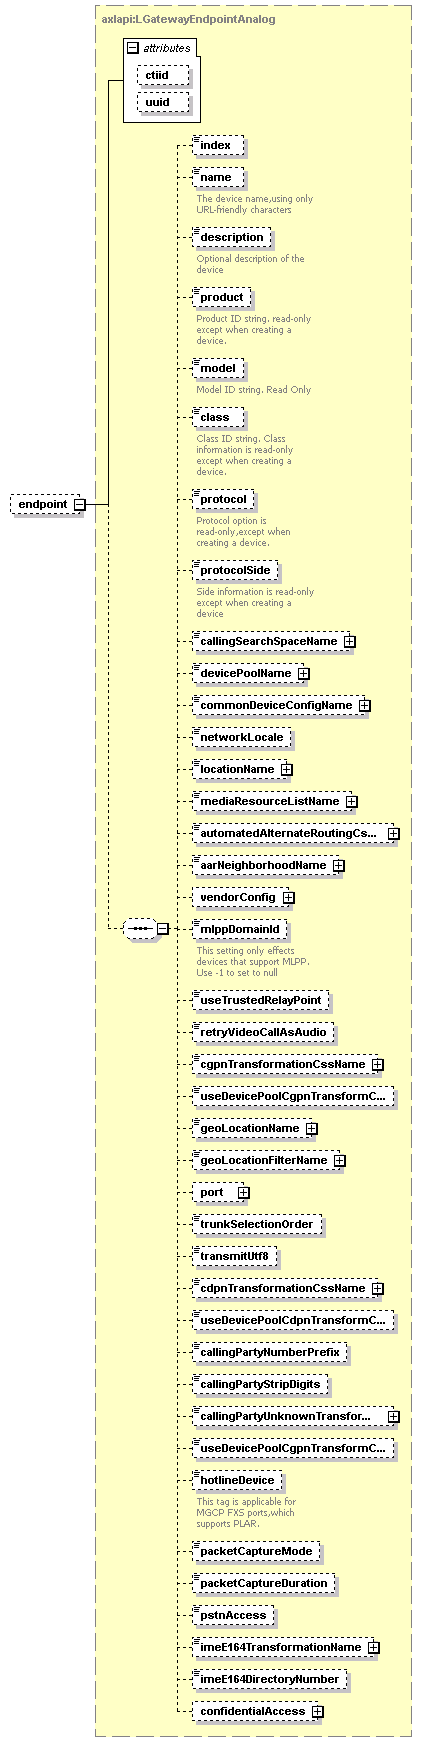 axlapi:LGatewayEndpointAnalog
attributes
ctiid
uuid
index
name
The device name,using only
URL-friendly characters
description
Optional description of the
device
product
Product ID string. read-only
except when creating a
device.
model
Model ID string. Read Only
class
Class ID string. Class
information is read-only
except when creating a
device.
endpoint
protocol
Protocol option is
read-only,except when
creating a device.
protocolSide
Side information is read-only
except when creating a
device
callingSearchSpaceName
devicePoolName
commonDeviceConfigName
networkLocale
locationName
mediaResourceListName
automatedAlternateRoutingCs...
aarNeighborhoodName
vendorConfig
mlppDomainId
This setting only effects
devices that support MLPP.
Use -1 to set to null
useTrustedRelayPoint
retryVideoCallAsAudio
cgpnTransformationCssName
useDevicePoolCgpnTransformC...
geoLocationName
geoLocationFilterName
port
trunkSelectionOrder
transmitUtf8
cdpnTransformationCssName
useDevicePoolCdpnTransformC...
callingPartyNumberPrefix
callingPartyStripDigits
callingPartyUnknownTransfor...
useDevicePoolCgpnTransformC...
hotlineDevice
This tag is applicable for
MGCP FXS ports,which
supports PLAR.
packetCaptureMode
packetCaptureDuration
pstnAccess
imeE164TransformationName
imeE164DirectoryNumber
confidentialAccess